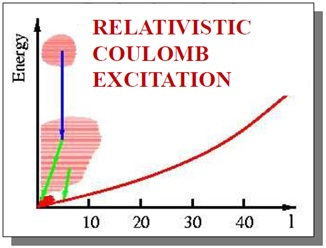 RELATIVISTIC
COULOMB
EXCITATION
Energy
10 20 30 40 l